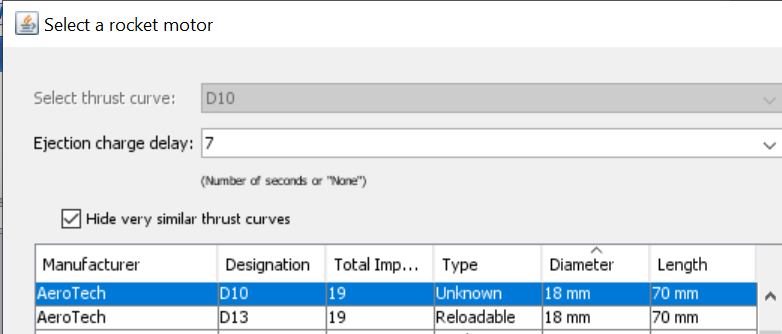 Select a rocket motor
Select thrust curve: D10
Ejection charge delay: 7
(Number of seconds or "None")
Hide very similar thrust curves
Manufacturer Designation Total Imp... Type Diameter Length
AeroTech D10 19 Unknown 18 mm 70 mm
AeroTech D13 19 Reloadable 18 mm 70 mm